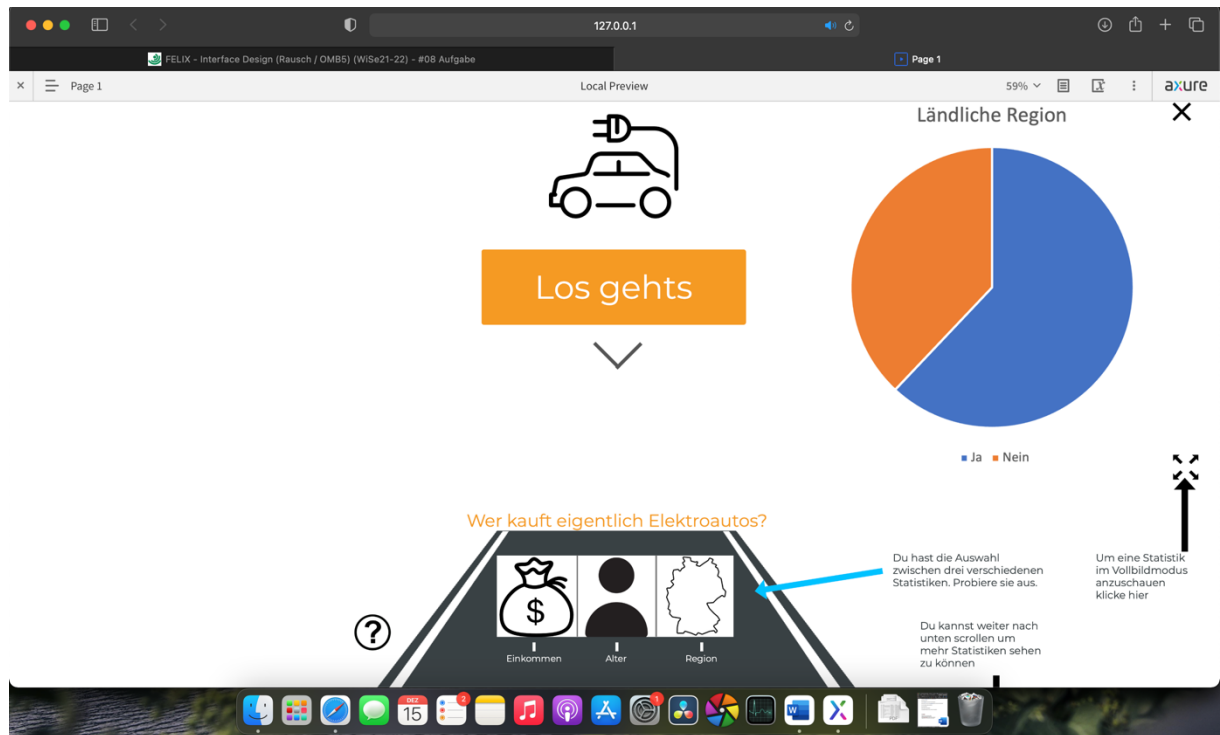 127.0.0.1
FELIX - Interface Design (Rausch / OMB5) (WiSe21-22) - #08 Aufgabe
Page 1
Page 1
Local Preview
59%
axure
Ländliche Region
Los gehts
Ja Nein
Wer kauft eigentlich Elektroautos?
Du hast die Auswahl
zwischen drei verschiedenen
Statistiken. Probiere sie aus.
Um eine Statistik
im Vollbildmodus
anzuschauen
klicke hier
$
?
Einkommen
Alter
Region
Du kannst weiter nach
unten scrollen um
mehr Statistiken sehen
zu können
DEZ
15
2
1